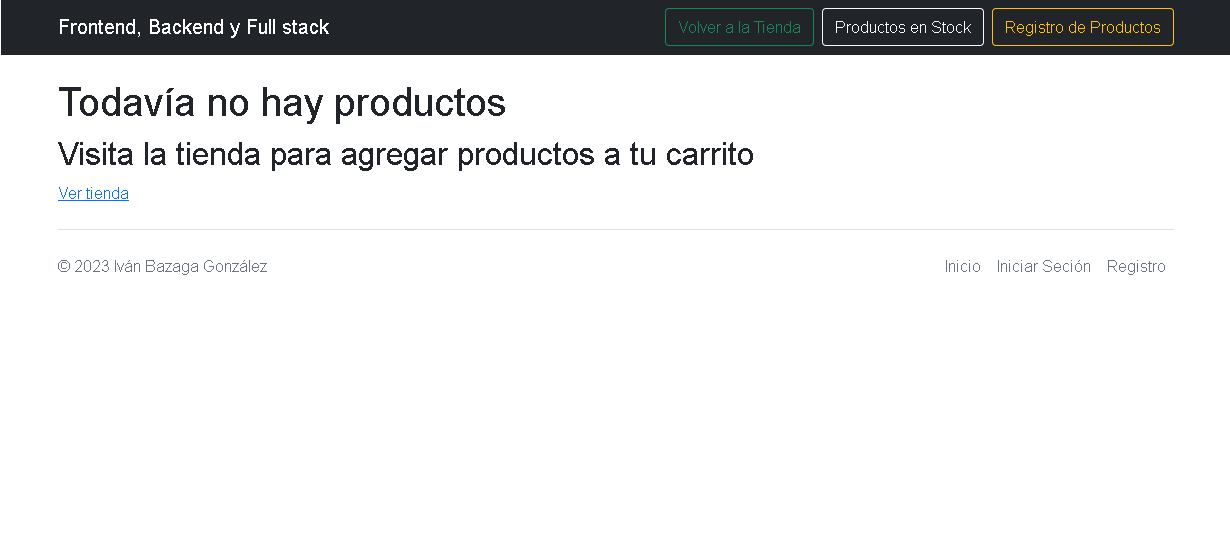 Frontend, Backend y Full stack
Volver a la Tienda
Productos en Stock
Registro de Productos
Todavía no hay productos
Visita la tienda para agregar productos a tu carrito
Ver tienda
© 2023 Iván Bazaga González
Inicio
Iniciar Seción
Registro